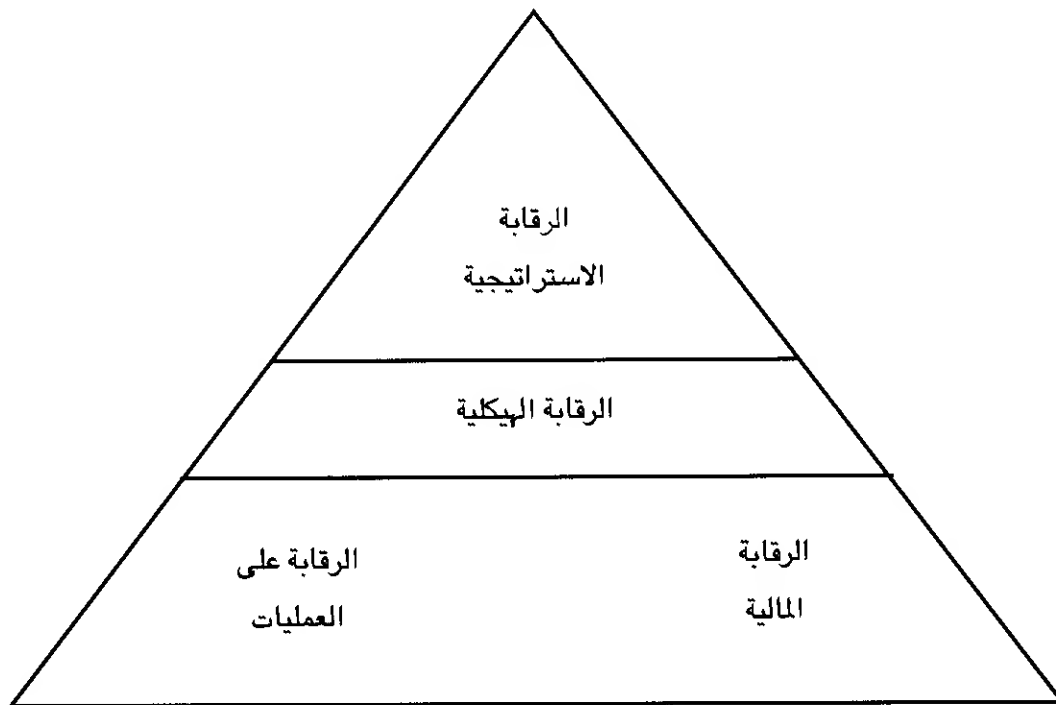 الرقابة
الاستراتيجية
الرقابة الهيكلية
الرقابة
المالية
الرقابة على
العمليات